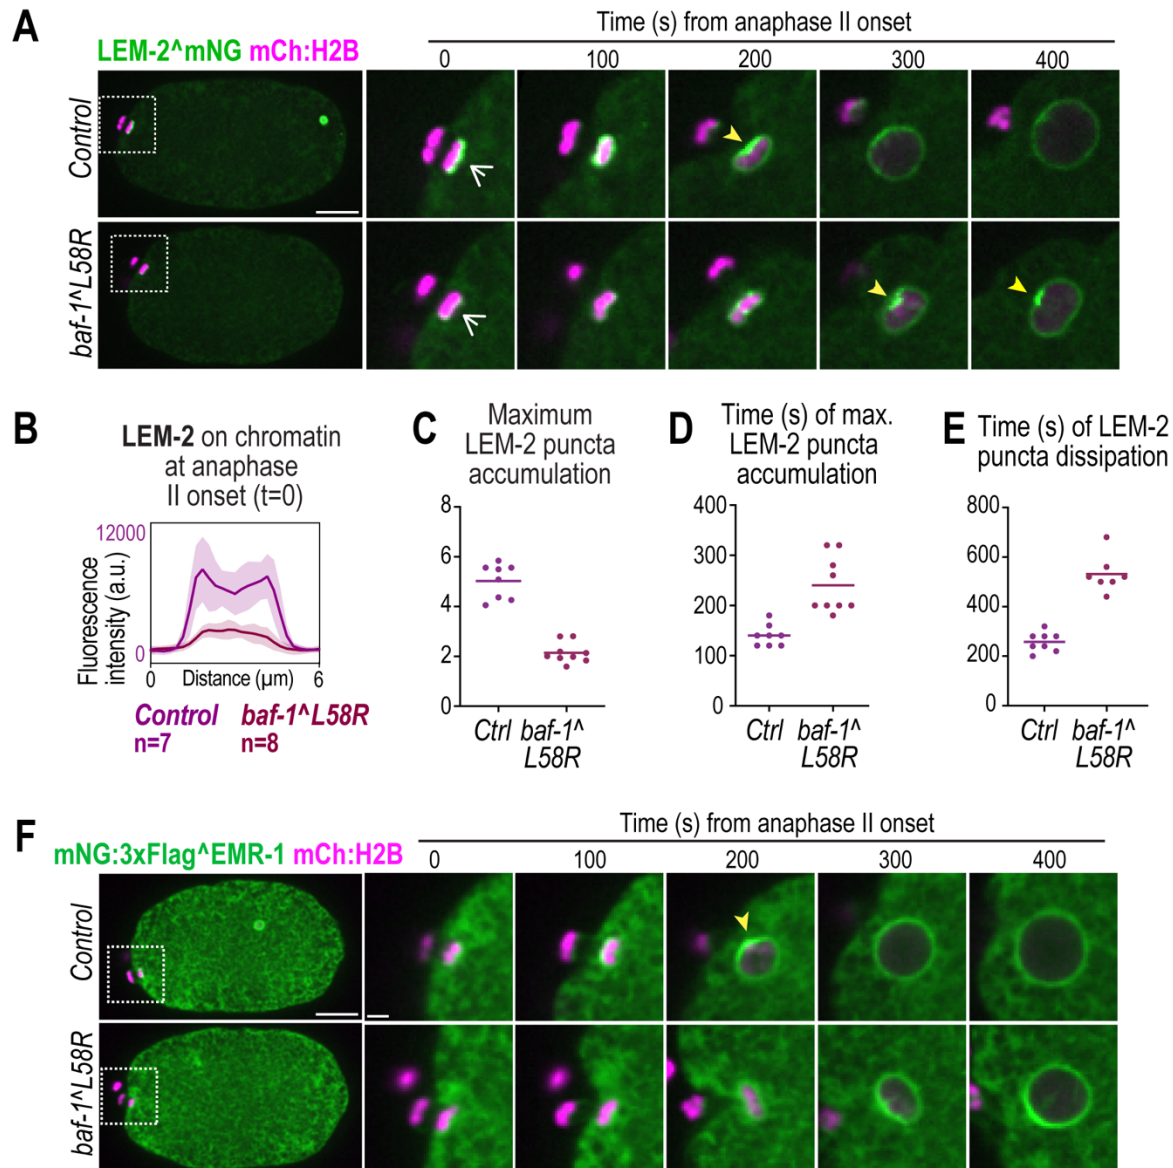 A
Time (s) from anaphase II onset
LEM-2^mNG mCh:H2B
0 100 200 300 400
Control
baf-1^L58R
B
LEM-2 on chromatin
at anaphase
II onset (t=0)
Fluorescence
intensity (a.u.)
12000
0
0 Distance (µm) 6
Control baf-1^L58R
n=7 n=8
C
Maximum
LEM-2 puncta
accumulation
8
6
4
2
0
Ctrl baf-1^
L58R
D
Time (s) of max.
LEM-2 puncta
accumulation
400
300
200
100
0
Ctrl baf-1^
L58R
E
Time (s) of LEM-2
puncta dissipation
800
600
400
200
0
Ctrl baf-1^
L58R
F
Time (s) from anaphase II onset
mNG:3xFlag^EMR-1 mCh:H2B
0 100 200 300 400
Control
baf-1^L58R